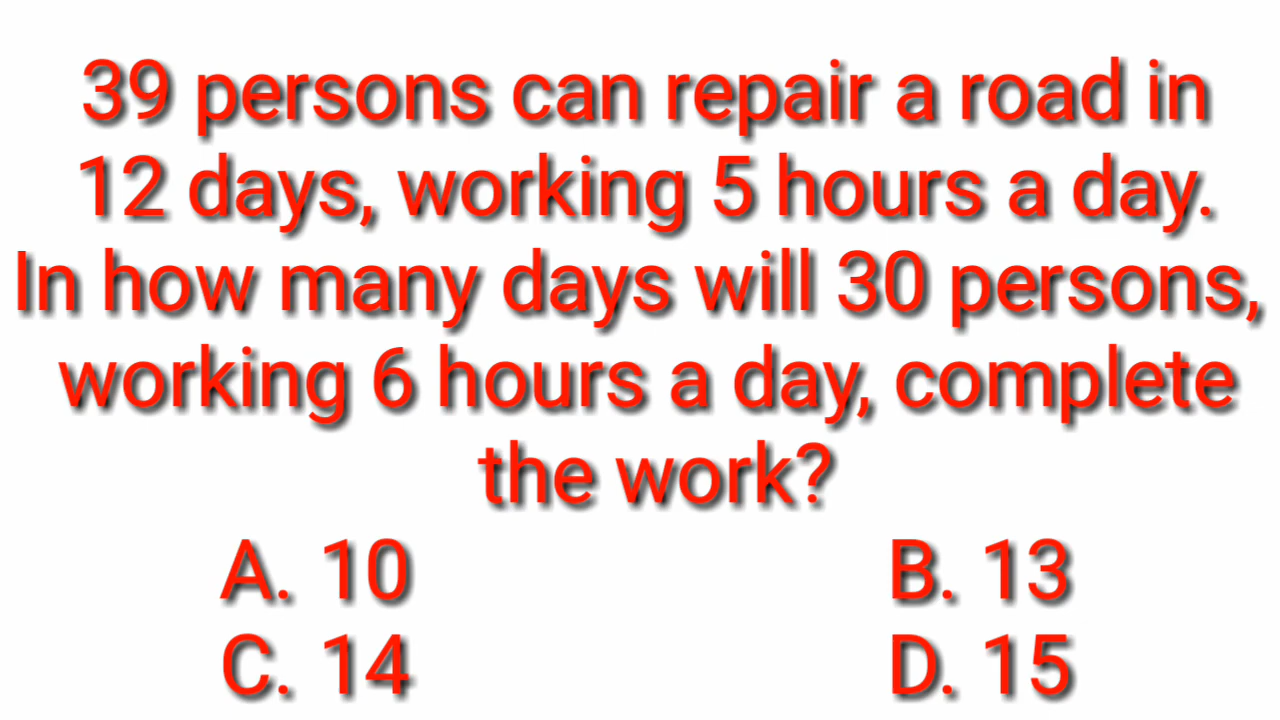 39 persons can repair a road in
12 days, working 5 hours a day.
In how many days will 30 persons,
working 6 hours a day, complete
the work?
A. 10 B. 13
C. 14 D. 15